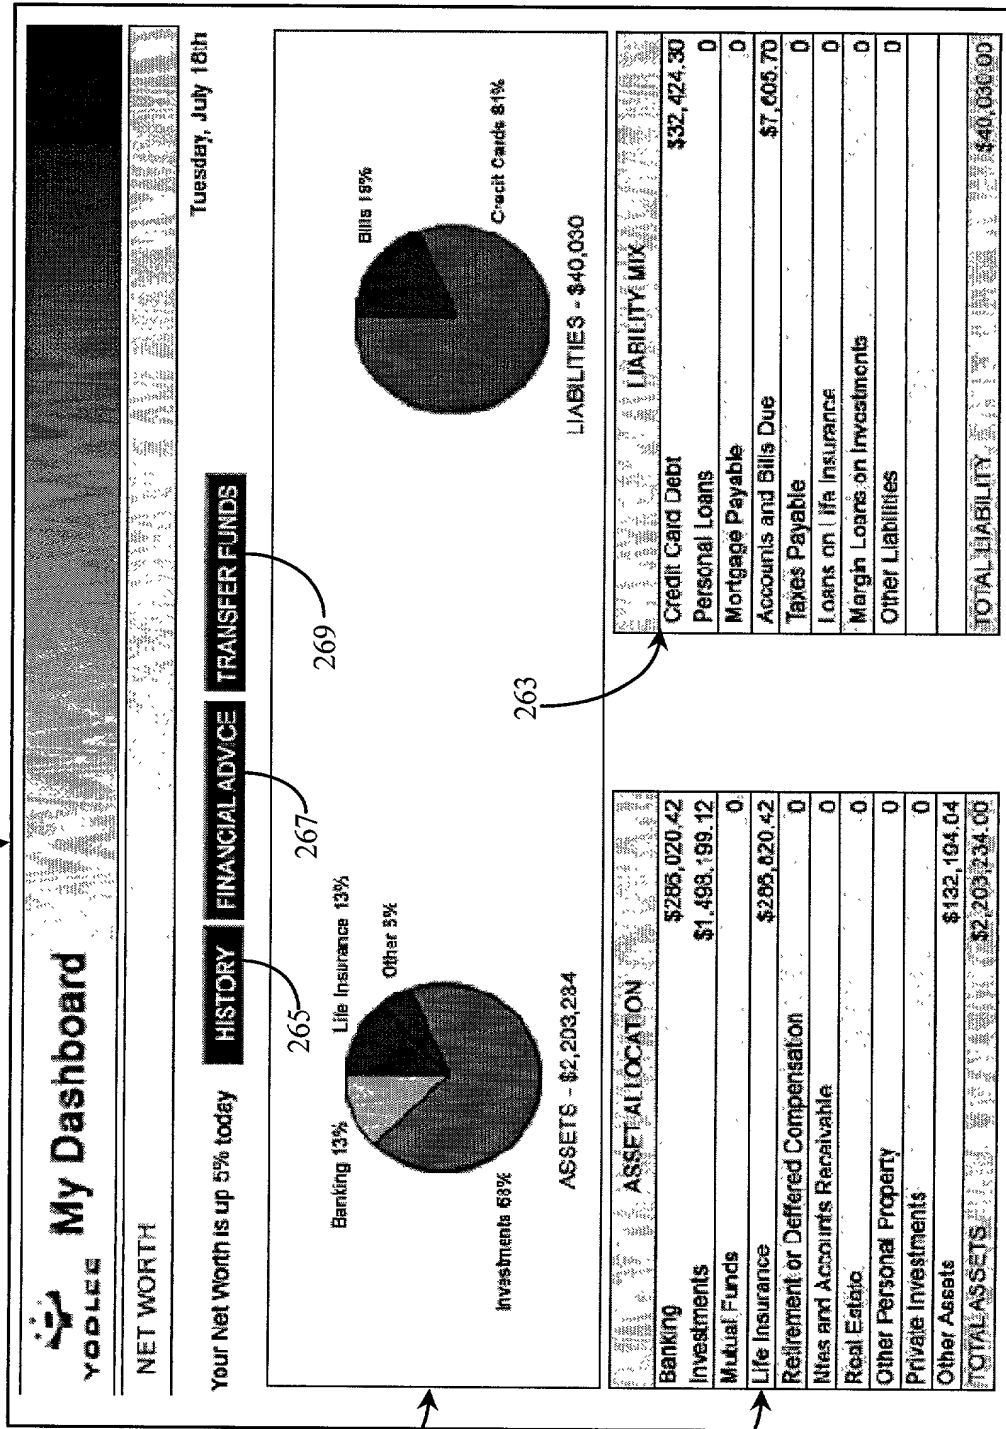 YODLEE My Dashboard
NET WORTH
Tuesday, July 18th
Your Net Worth is up 5% today
HISTORY
FINANCIAL ADVICE
TRANSFER FUNDS
265
267
269
Banking 13%
Life Insurance 13%
Other 5%
Investments 68%
ASSETS - $2,203,234
Bills 18%
Credit Cards 81%
LIABILITIES - $40,030
263
ASSET ALLOCATION
Banking $285,020.42
Investments $1,498,199.12
Mutual Funds 0
Life Insurance $285,820.42
Retirement or Deffered Compensation 0
Ntes and Accounts Receivable 0
Real Estate 0
Other Personal Property 0
Private Investments 0
Other Assets $132,194.04
TOTAL ASSETS $2,203,234.00
LIABILITY MIX
Credit Card Debt $32,424.30
Personal Loans 0
Mortgage Payable 0
Accounts and Bills Due $7,605.70
Taxes Payable 0
Loans on Life Insurance 0
Margin Loans on Investments 0
Other Liabilities 0
TOTAL LIABILITY $40,030.00